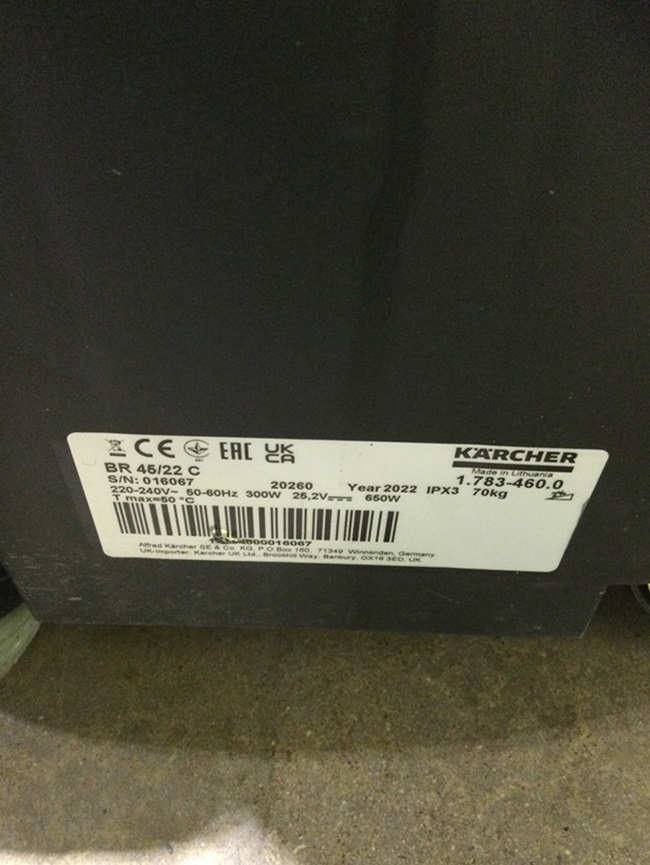 CE EAC UK CA
KÄRCHER
BR 45/22 C
Made in Lithuania
S/N: 016067
20260
1.783-460.0
220-240V~ 50-60Hz 300W 25,2V 650W
Year 2022 IPX3 70kg
T max=50 °C
Alfred Kärcher SE & Co. KG, P.O.Box 160, 71349 Winnenden, Germany
UK-Importer: Karcher UK Ltd., Brookhill Way, Banbury, OX16 3ED, UK